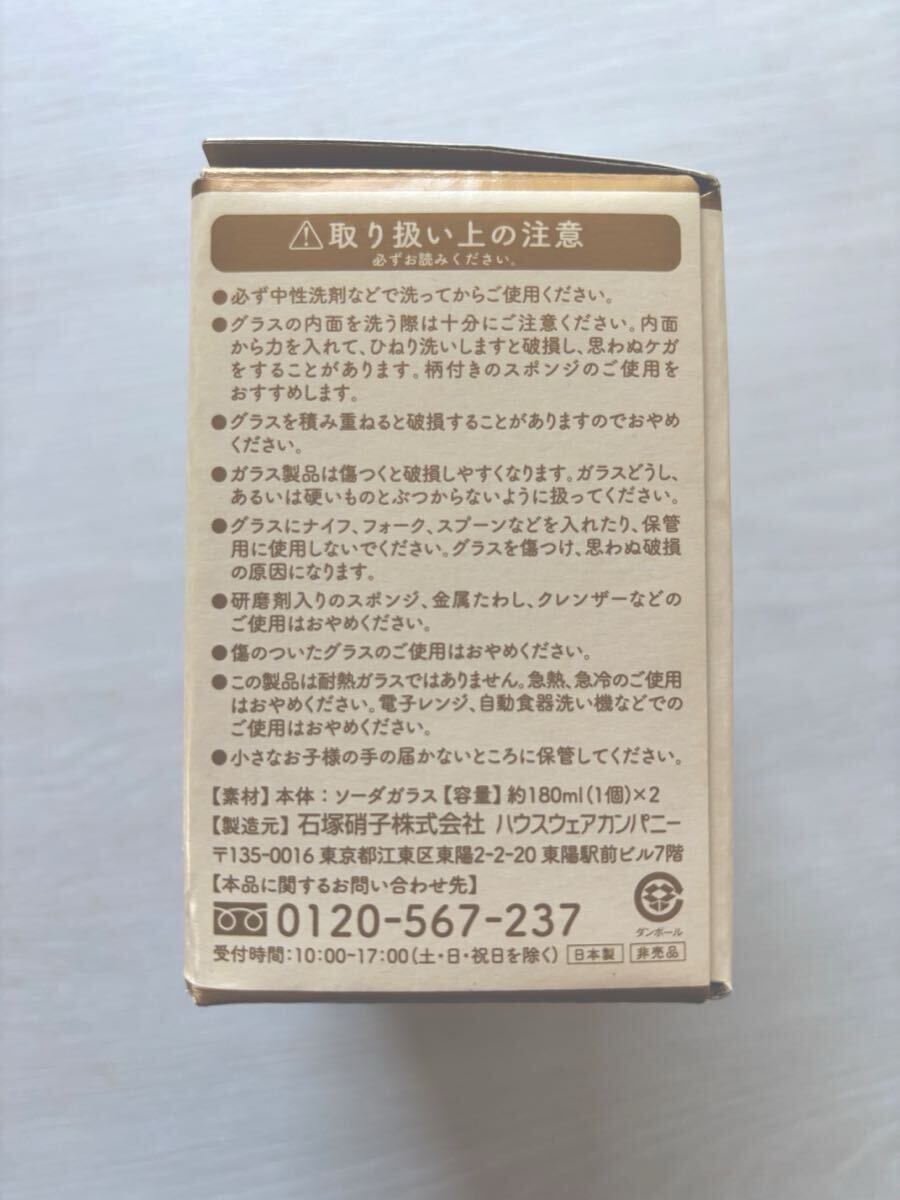 ⚠取り扱い上の注意
必ずお読みください。
●必ず中性洗剤などで洗ってからご使用ください。
●グラスの内面を洗う際は十分にご注意ください。内面
から力を入れて、ひねり洗いしますと破損し、思わぬケガ
をすることがあります。柄付きのスポンジのご使用を
おすすめします。
●グラスを積み重ねると破損することがありますのでおやめ
ください。
●ガラス製品は傷つくと破損しやすくなります。ガラスどうし、
あるいは硬いものとぶつからないように扱ってください。
●グラスにナイフ、フォーク、スプーンなどを入れたり、保管
用に使用しないでください。グラスを傷つけ、思わぬ破損
の原因になります。
●研磨剤入りのスポンジ、金属たわし、クレンザーなどの
ご使用はおやめください。
●傷のついたグラスのご使用はおやめください。
●この製品は耐熱ガラスではありません。急熱、急冷のご使用
はおやめください。電子レンジ、自動食器洗い機などでの
ご使用はおやめください。
●小さなお子様の手の届かないところに保管してください。
【素材】本体：ソーダガラス【容量】約180ml（1個）×2
【製造元】石塚硝子株式会社 ハウスウェアカンパニー
〒135-0016 東京都江東区東陽2-2-20 東陽駅前ビル7階
【本品に関するお問い合わせ先】
0120-567-237
ダンボール
受付時間：10:00~17:00（土・日・祝日を除く） 日本製 非売品